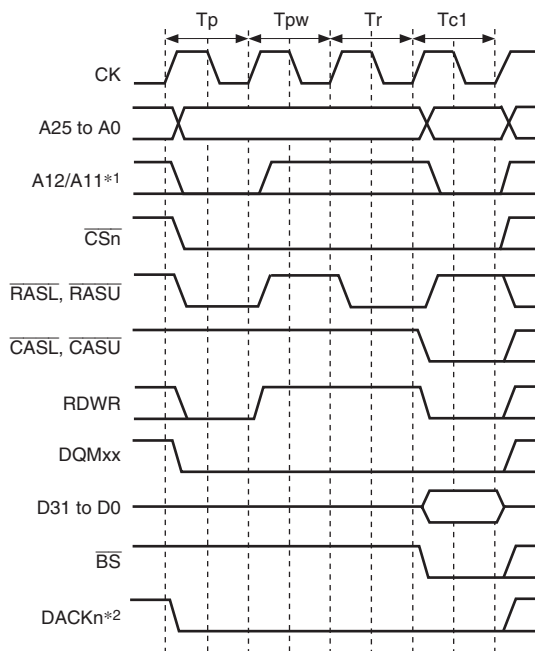 Tp Tpw Tr Tc1
CK
A25 to A0
A12/A11*1
CSn
RASL, RASU
CASL, CASU
RDWR
DQMxx
D31 to D0
BS
DACKn*2